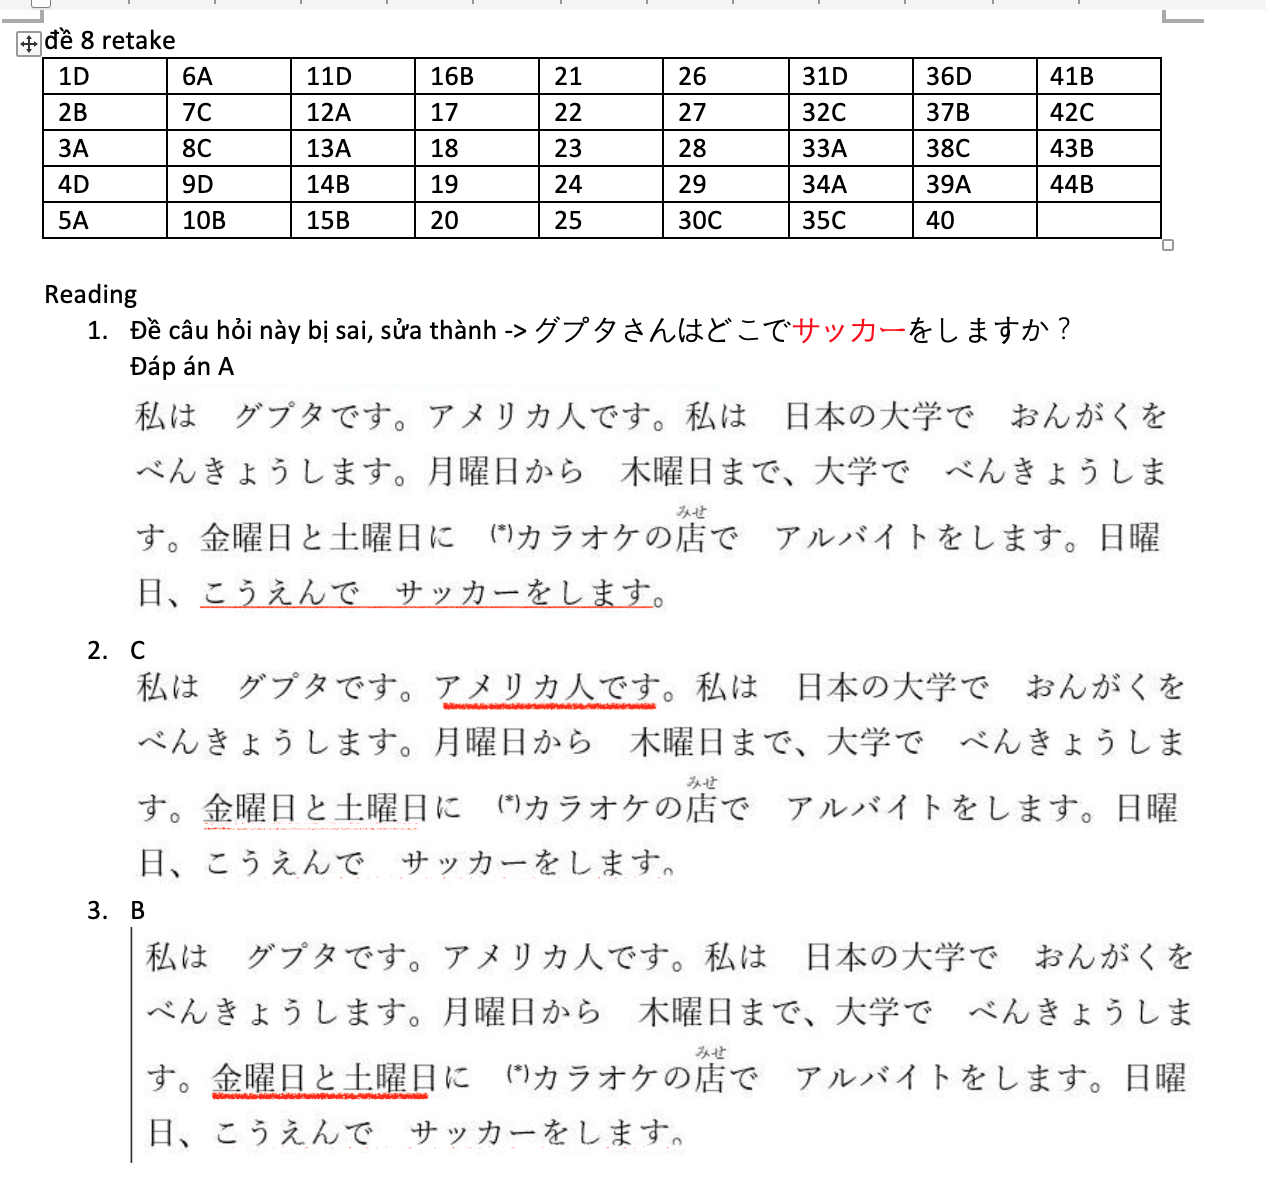 đề 8 retake
1D 6A 11D 16B 21 26 31D 36D 41B
2B 7C 12A 17 22 27 32C 37B 42C
3A 8C 13A 18 23 28 33A 38C 43B
4D 9D 14B 19 24 29 34A 39A 44B
5A 10B 15B 20 25 30C 35C 40
Reading
1. Đề câu hỏi này bị sai, sửa thành -> グプタさんはどこでサッカーをしますか？
Đáp án A
私は　グプタです。アメリカ人です。私は　日本の大学で　おんがくを
べんきょうします。月曜日から　木曜日まで、大学で　べんきょうしま
みせ
す。金曜日と土曜日に　(*)カラオケの店で　アルバイトをします。日曜
日、こうえんで　サッカーをします。
2. C
私は　グプタです。アメリカ人です。私は　日本の大学で　おんがくを
べんきょうします。月曜日から　木曜日まで、大学で　べんきょうしま
みせ
す。金曜日と土曜日に　(*)カラオケの店で　アルバイトをします。日曜
日、こうえんで　サッカーをします。
3. B
私は　グプタです。アメリカ人です。私は　日本の大学で　おんがくを
べんきょうします。月曜日から　木曜日まで、大学で　べんきょうしま
みせ
す。金曜日と土曜日に　(*)カラオケの店で　アルバイトをします。日曜
日、こうえんで　サッカーをします。